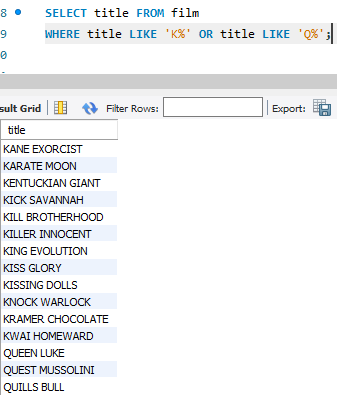 8 SELECT title FROM film
9 WHERE title LIKE 'K%' OR title LIKE 'Q%';
0
sult Grid Filter Rows: Export:
title
KANE EXORCIST
KARATE MOON
KENTUCKIAN GIANT
KICK SAVANNAH
KILL BROTHERHOOD
KILLER INNOCENT
KING EVOLUTION
KISS GLORY
KISSING DOLLS
KNOCK WARLOCK
KRAMER CHOCOLATE
KWAI HOMEWARD
QUEEN LUKE
QUEST MUSSOLINI
QUILLS BULL